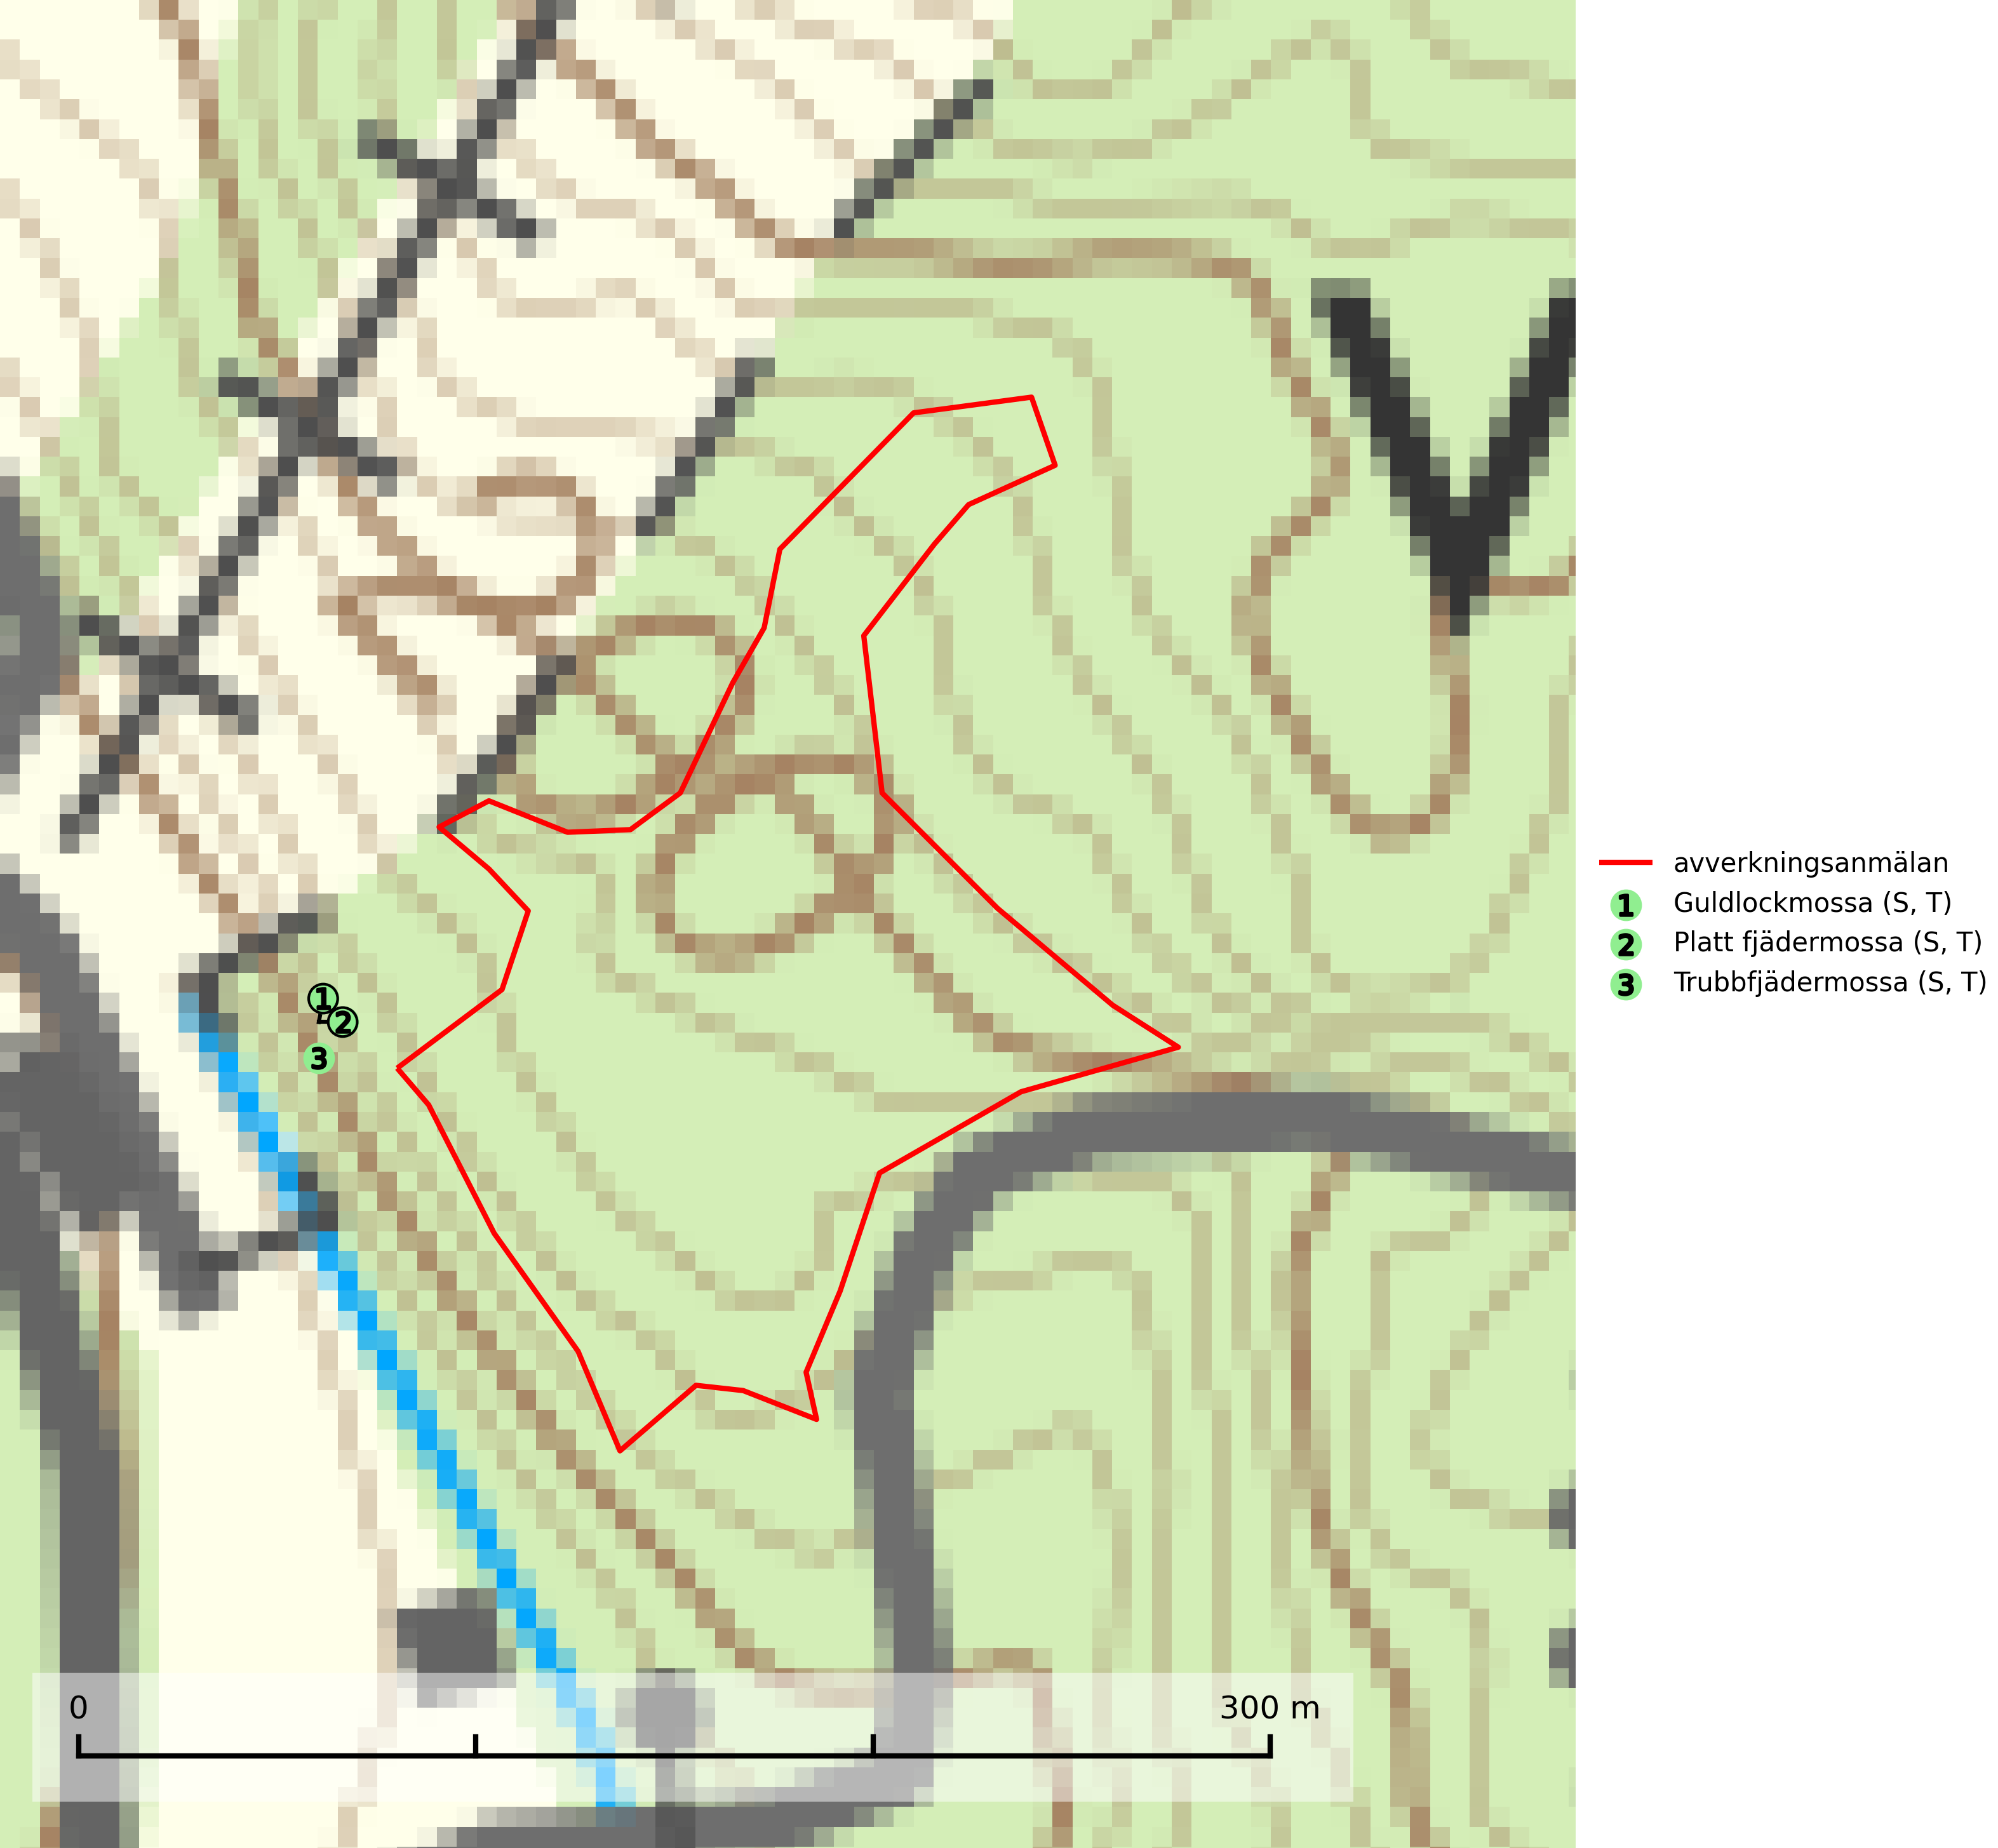 1
2
3
avverkningsanmälan
1 Guldlockmossa (S, T)
2 Platt fjädermossa (S, T)
3 Trubbfjädermossa (S, T)
0 300 m